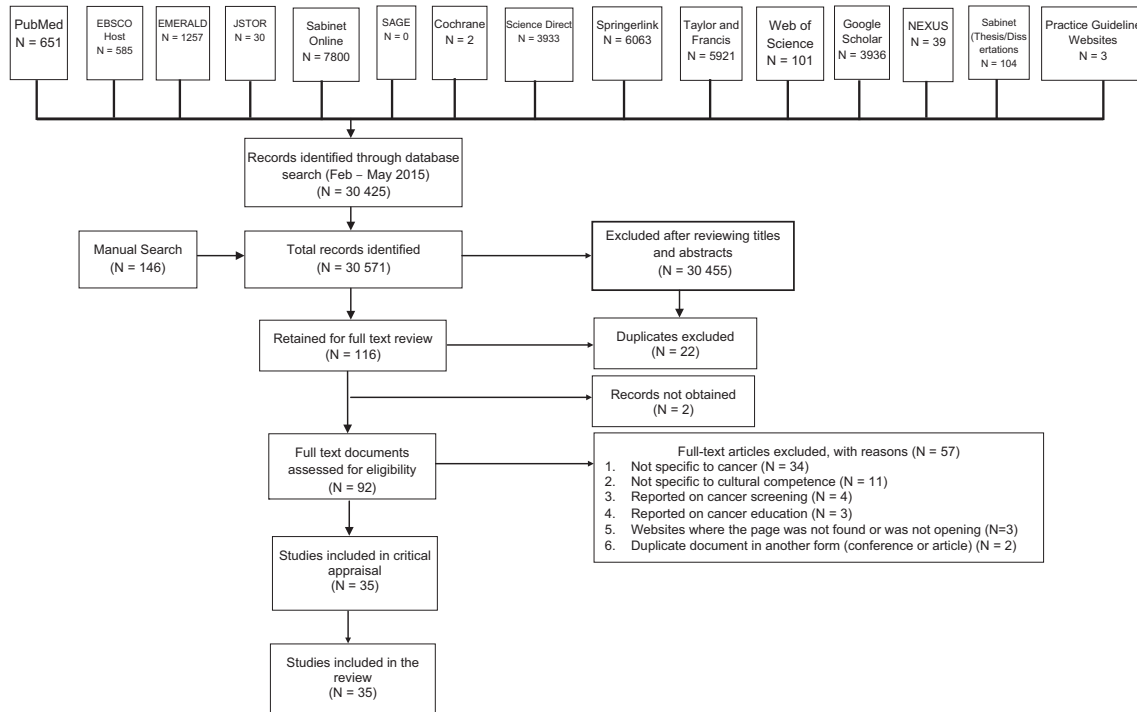 PubMed
N = 651
EBSCO
Host
N = 585
EMERALD
N = 1257
JSTOR
N = 30
Sabinet
Online
N = 7800
SAGE
N = 0
Cochrane
N = 2
Science Direct
N = 3933
Springerlink
N = 6063
Taylor and
Francis
N = 5921
Web of
Science
N = 101
Google
Scholar
N = 3936
NEXUS
N = 39
Sabinet
(Thesis/Diss
ertations
N = 104
Practice Guideline
Websites
N = 3
Records identified through database
search (Feb – May 2015)
(N = 30 425)
Manual Search
(N = 146)
Total records identified
(N = 30 571)
Excluded after reviewing titles
and abstracts
(N = 30 455)
Retained for full text review
(N = 116)
Duplicates excluded
(N = 22)
Records not obtained
(N = 2)
Full text documents
assessed for eligibility
(N = 92)
Full-text articles excluded, with reasons (N = 57)
1. Not specific to cancer (N = 34)
2. Not specific to cultural competence (N = 11)
3. Reported on cancer screening (N = 4)
4. Reported on cancer education (N = 3)
5. Websites where the page was not found or was not opening (N=3)
6. Duplicate document in another form (conference or article) (N = 2)
Studies included in critical
appraisal
(N = 35)
Studies included in the
review
(N = 35)